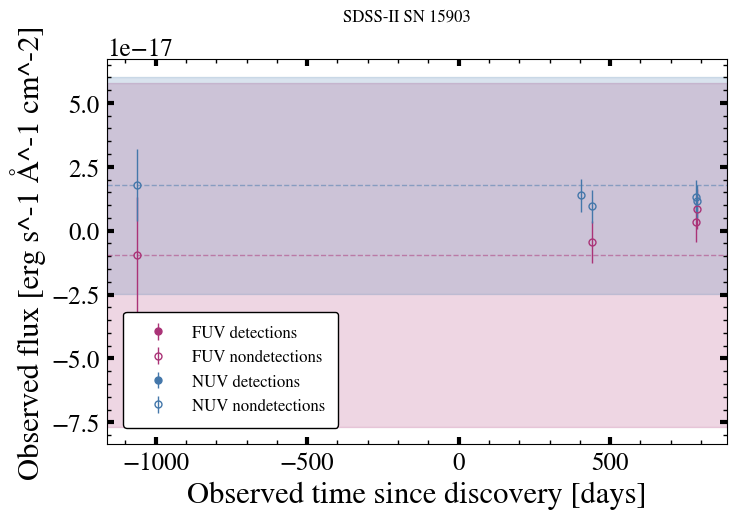 SDSS-II SN 15903
1e−17
5.0
2.5
0.0
−2.5
−5.0
−7.5
Observed flux [erg s^-1 Å^-1 cm^-2]
FUV detections
FUV nondetections
NUV detections
NUV nondetections
−1000 −500 0 500
Observed time since discovery [days]